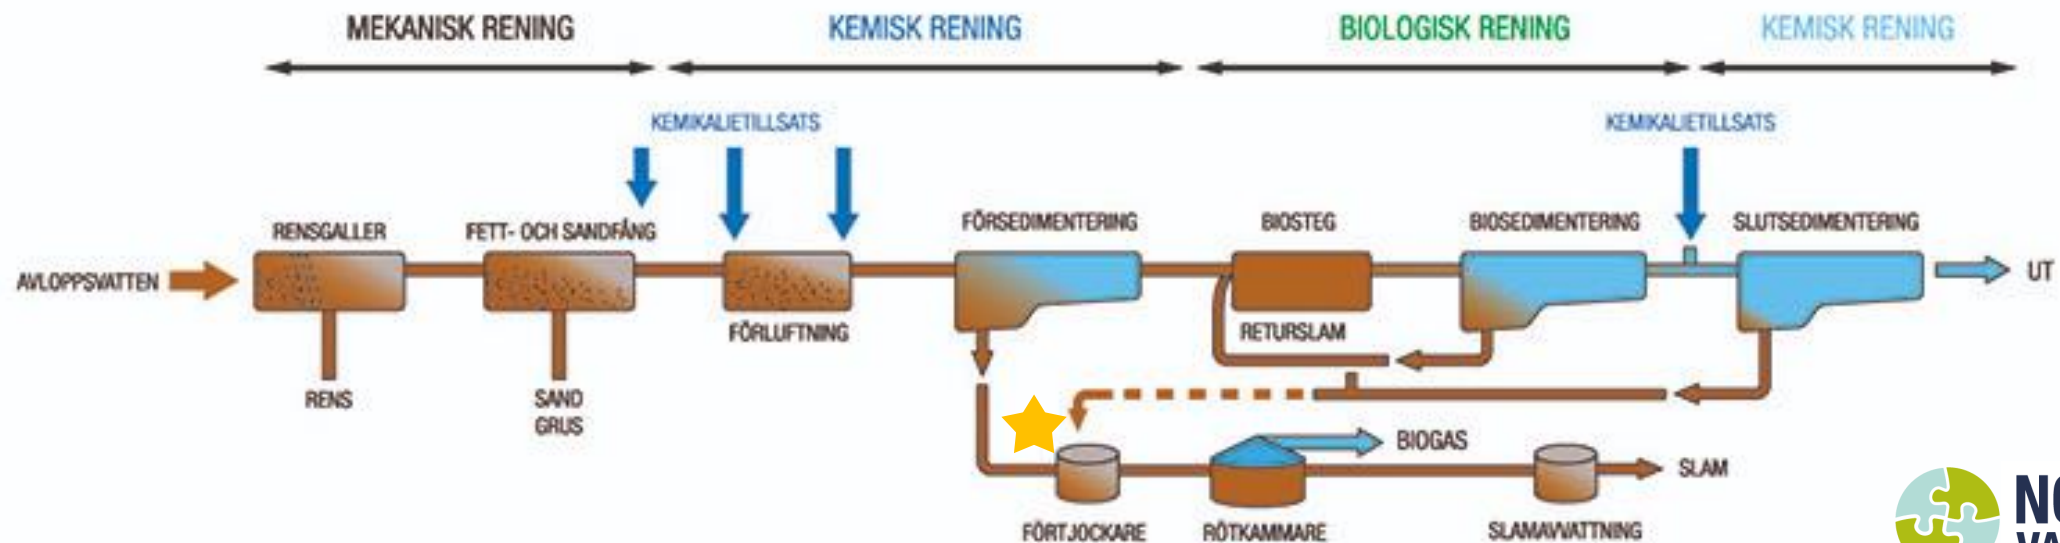 MEKANISK RENING
KEMISK RENING
BIOLOGISK RENING
KEMISK RENING
KEMIKALIETILLSATS
KEMIKALIETILLSATS
RENSGALLER
FETT- OCH SANDFÅNG
FÖRSEDIMENTERING
BIOSTEG
BIOSEDIMENTERING
SLUTSEDIMENTERING
AVLOPPSVATTEN
UT
FÖRLUFTNING
RETURSLAM
RENS
SAND
GRUS
BIOGAS
SLAM
FÖRTJOCKARE
RÖTKAMMARE
SLAMAVVATTNING